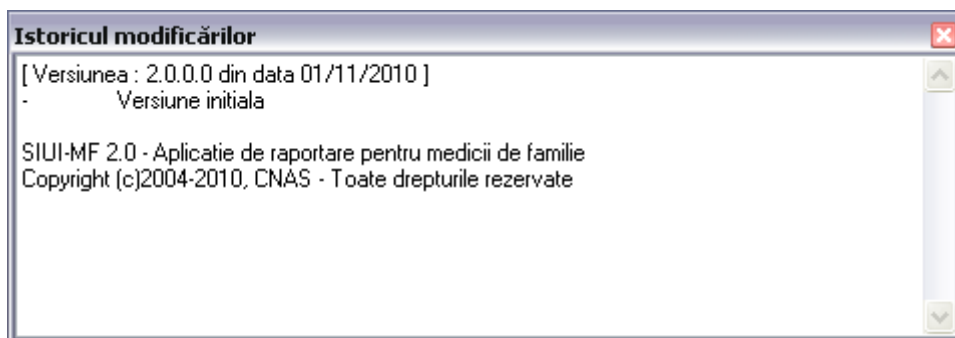 Istoricul modificărilor
[ Versiunea : 2.0.0.0 din data 01/11/2010 ]
- Versiune initiala
SIUI-MF 2.0 - Aplicatie de raportare pentru medicii de familie
Copyright (c)2004-2010, CNAS - Toate drepturile rezervate